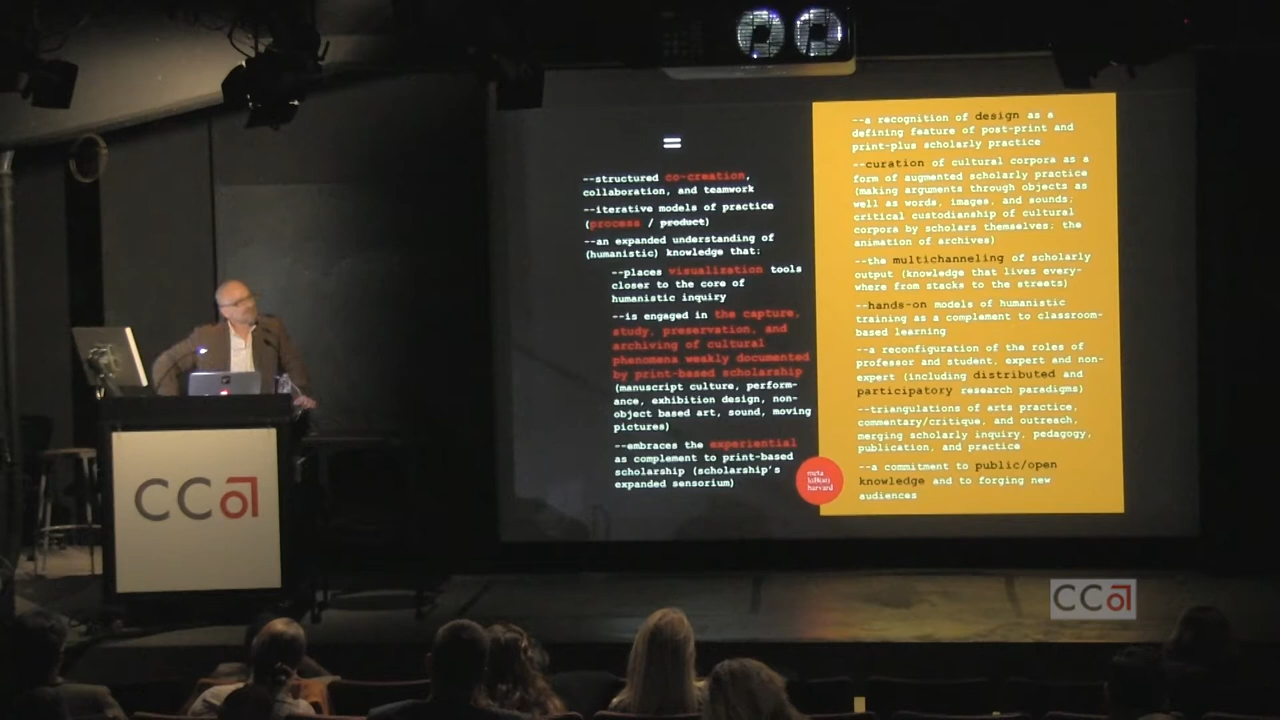 =
--structured co-creation,
collaboration, and teamwork
--iterative models of practice
(process / product)
--an expanded understanding of
(humanistic) knowledge that:
--places visualization tools
closer to the core of
humanistic inquiry
--is engaged in the capture,
study, preservation, and
archiving of cultural
phenomena weakly documented
by print-based scholarship
(manuscript culture, perform-
ance, exhibition design, non-
object based art, sound, moving
pictures)
--embraces the experiential
as complement to print-based
scholarship (scholarship's
expanded sensorium)
--a recognition of design as a
defining feature of post-print and
print-plus scholarly practice
--curation of cultural corpora as a
form of augmented scholarly practice
(making arguments through objects as
well as words, images, and sounds;
critical custodianship of cultural
corpora by scholars themselves; the
animation of archives)
--the multichanneling of scholarly
output (knowledge that lives every-
where from stacks to the streets)
--hands-on models of humanistic
training as a complement to classroom-
based learning
--a reconfiguration of the roles of
professor and student, expert and non-
expert (including distributed and
participatory research paradigms)
--triangulations of arts practice,
commentary/critique, and outreach,
merging scholarly inquiry, pedagogy,
publication, and practice
--a commitment to public/open
knowledge and to forging new
audiences
meta
lab(at)
harvard
CCa
CCa